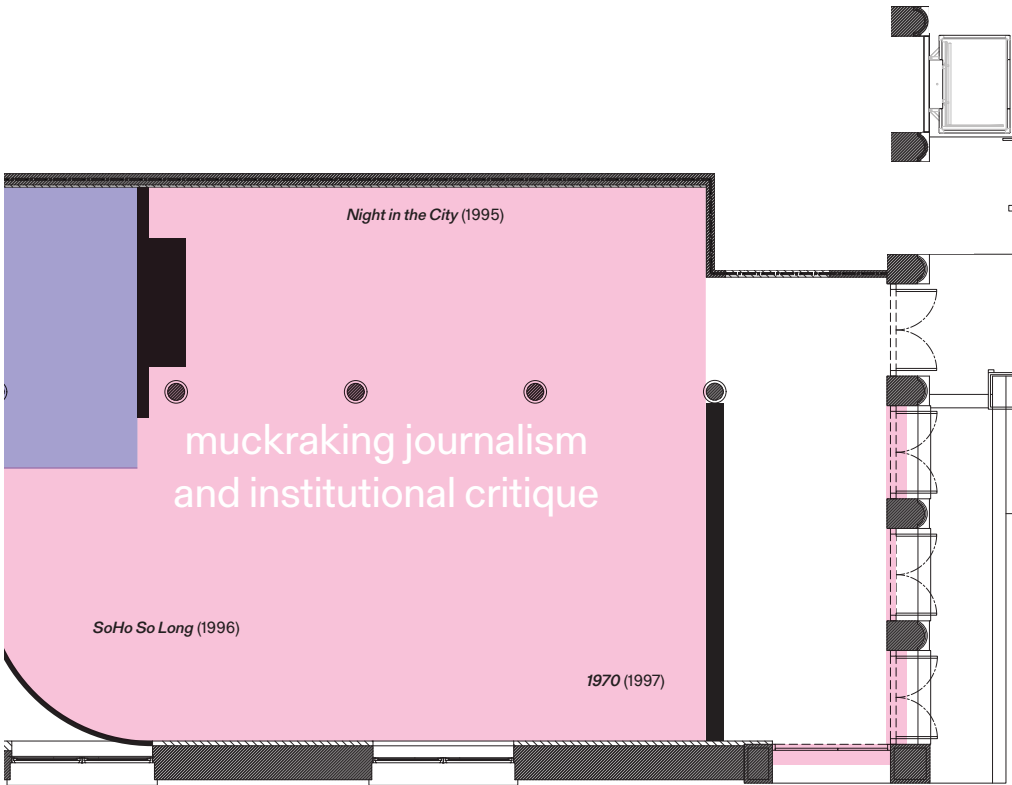 Night in the City (1995)
muckraking journalism
and institutional critique
SoHo So Long (1996)
1970 (1997)